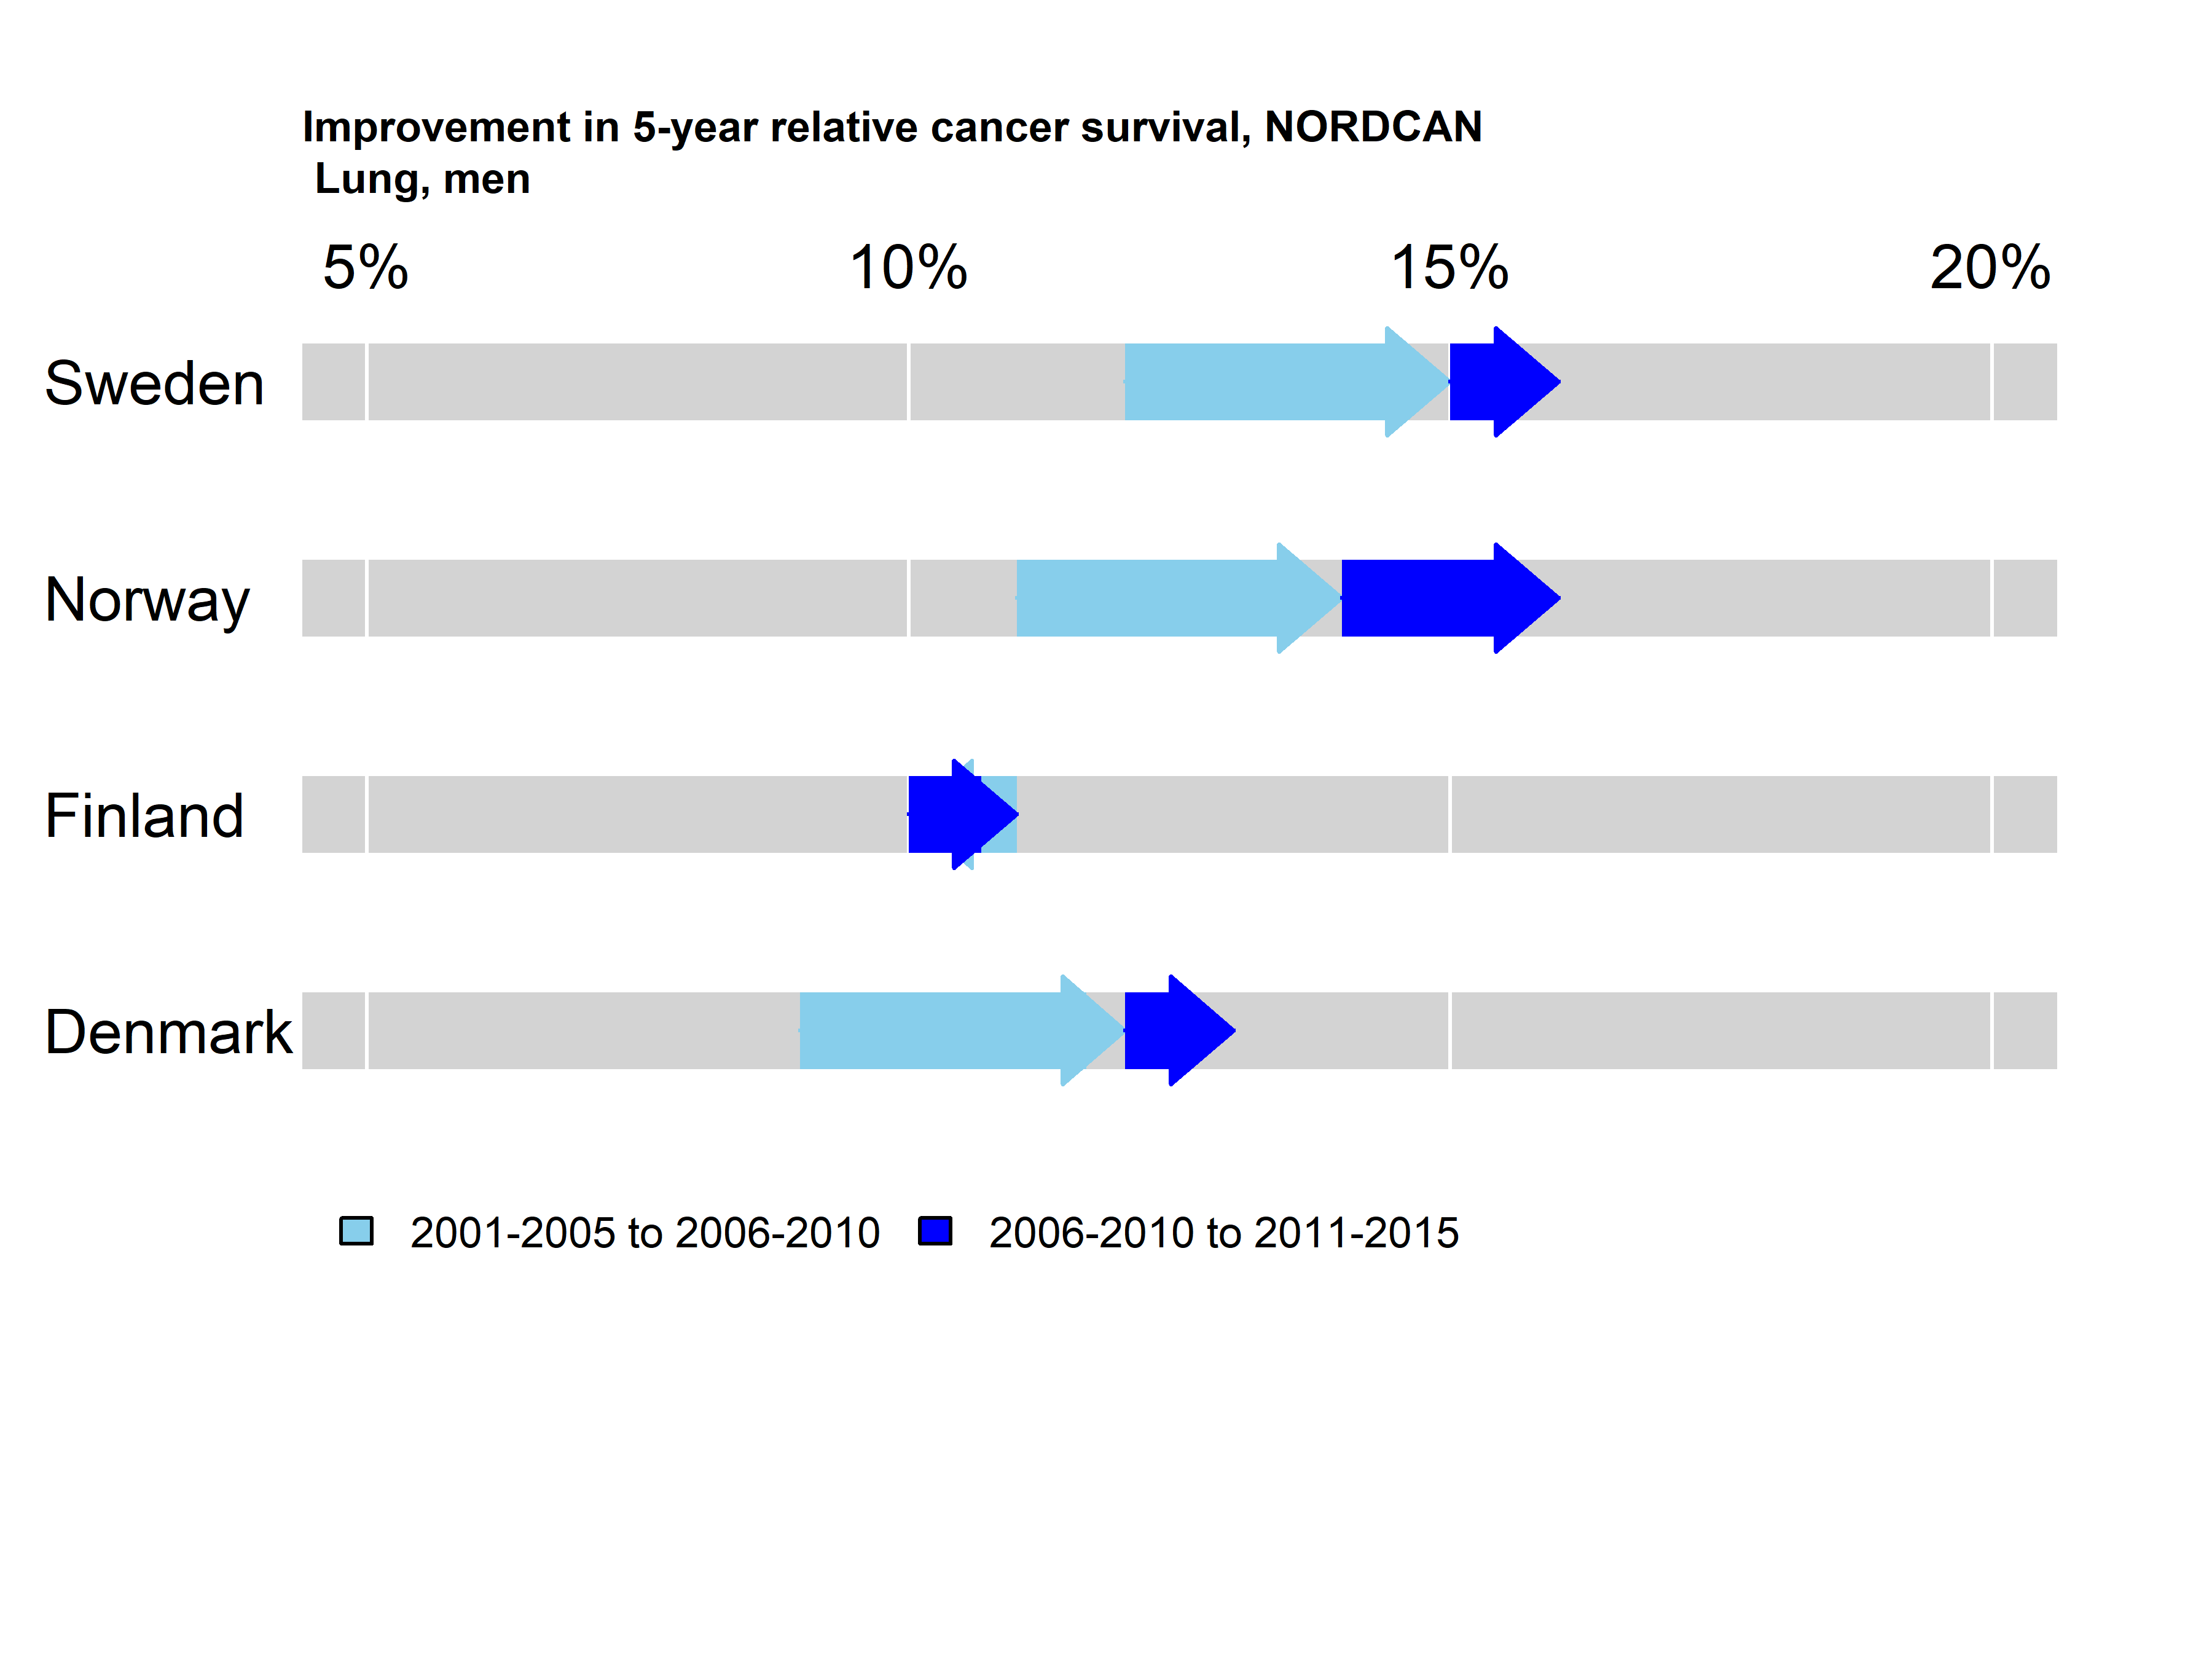 Improvement in 5-year relative cancer survival, NORDCAN
Lung, men
5% 10% 15% 20%
Sweden
Norway
Finland
Denmark
2001-2005 to 2006-2010 2006-2010 to 2011-2015